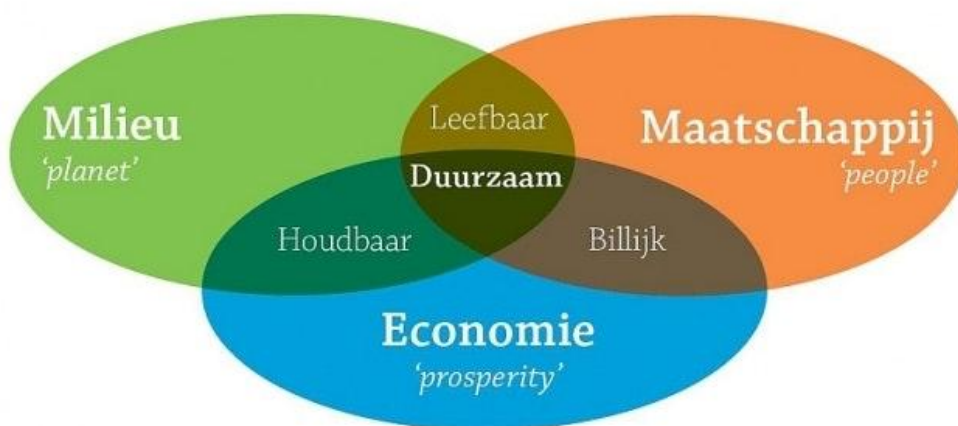 Leefbaar
Milieu
'planet'
Maatschappij
'people'
Duurzaam
Houdbaar
Billijk
Economie
'prosperity'